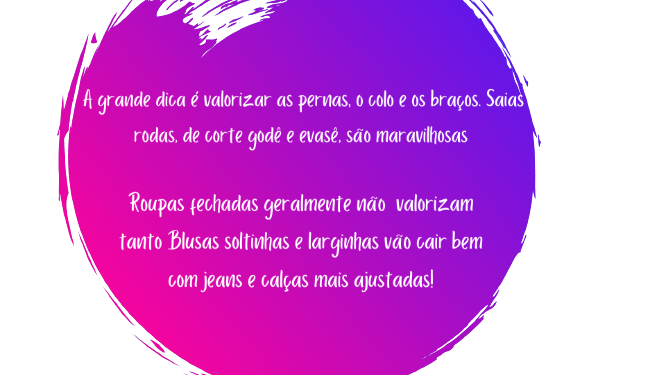 A grande dica é valorizar as pernas, o colo e os braços. Saias
rodas, de corte godê e evasê, são maravilhosas
Roupas fechadas geralmente não valorizam
tanto Blusas soltinhas e larginhas vão cair bem
com jeans e calças mais ajustadas!